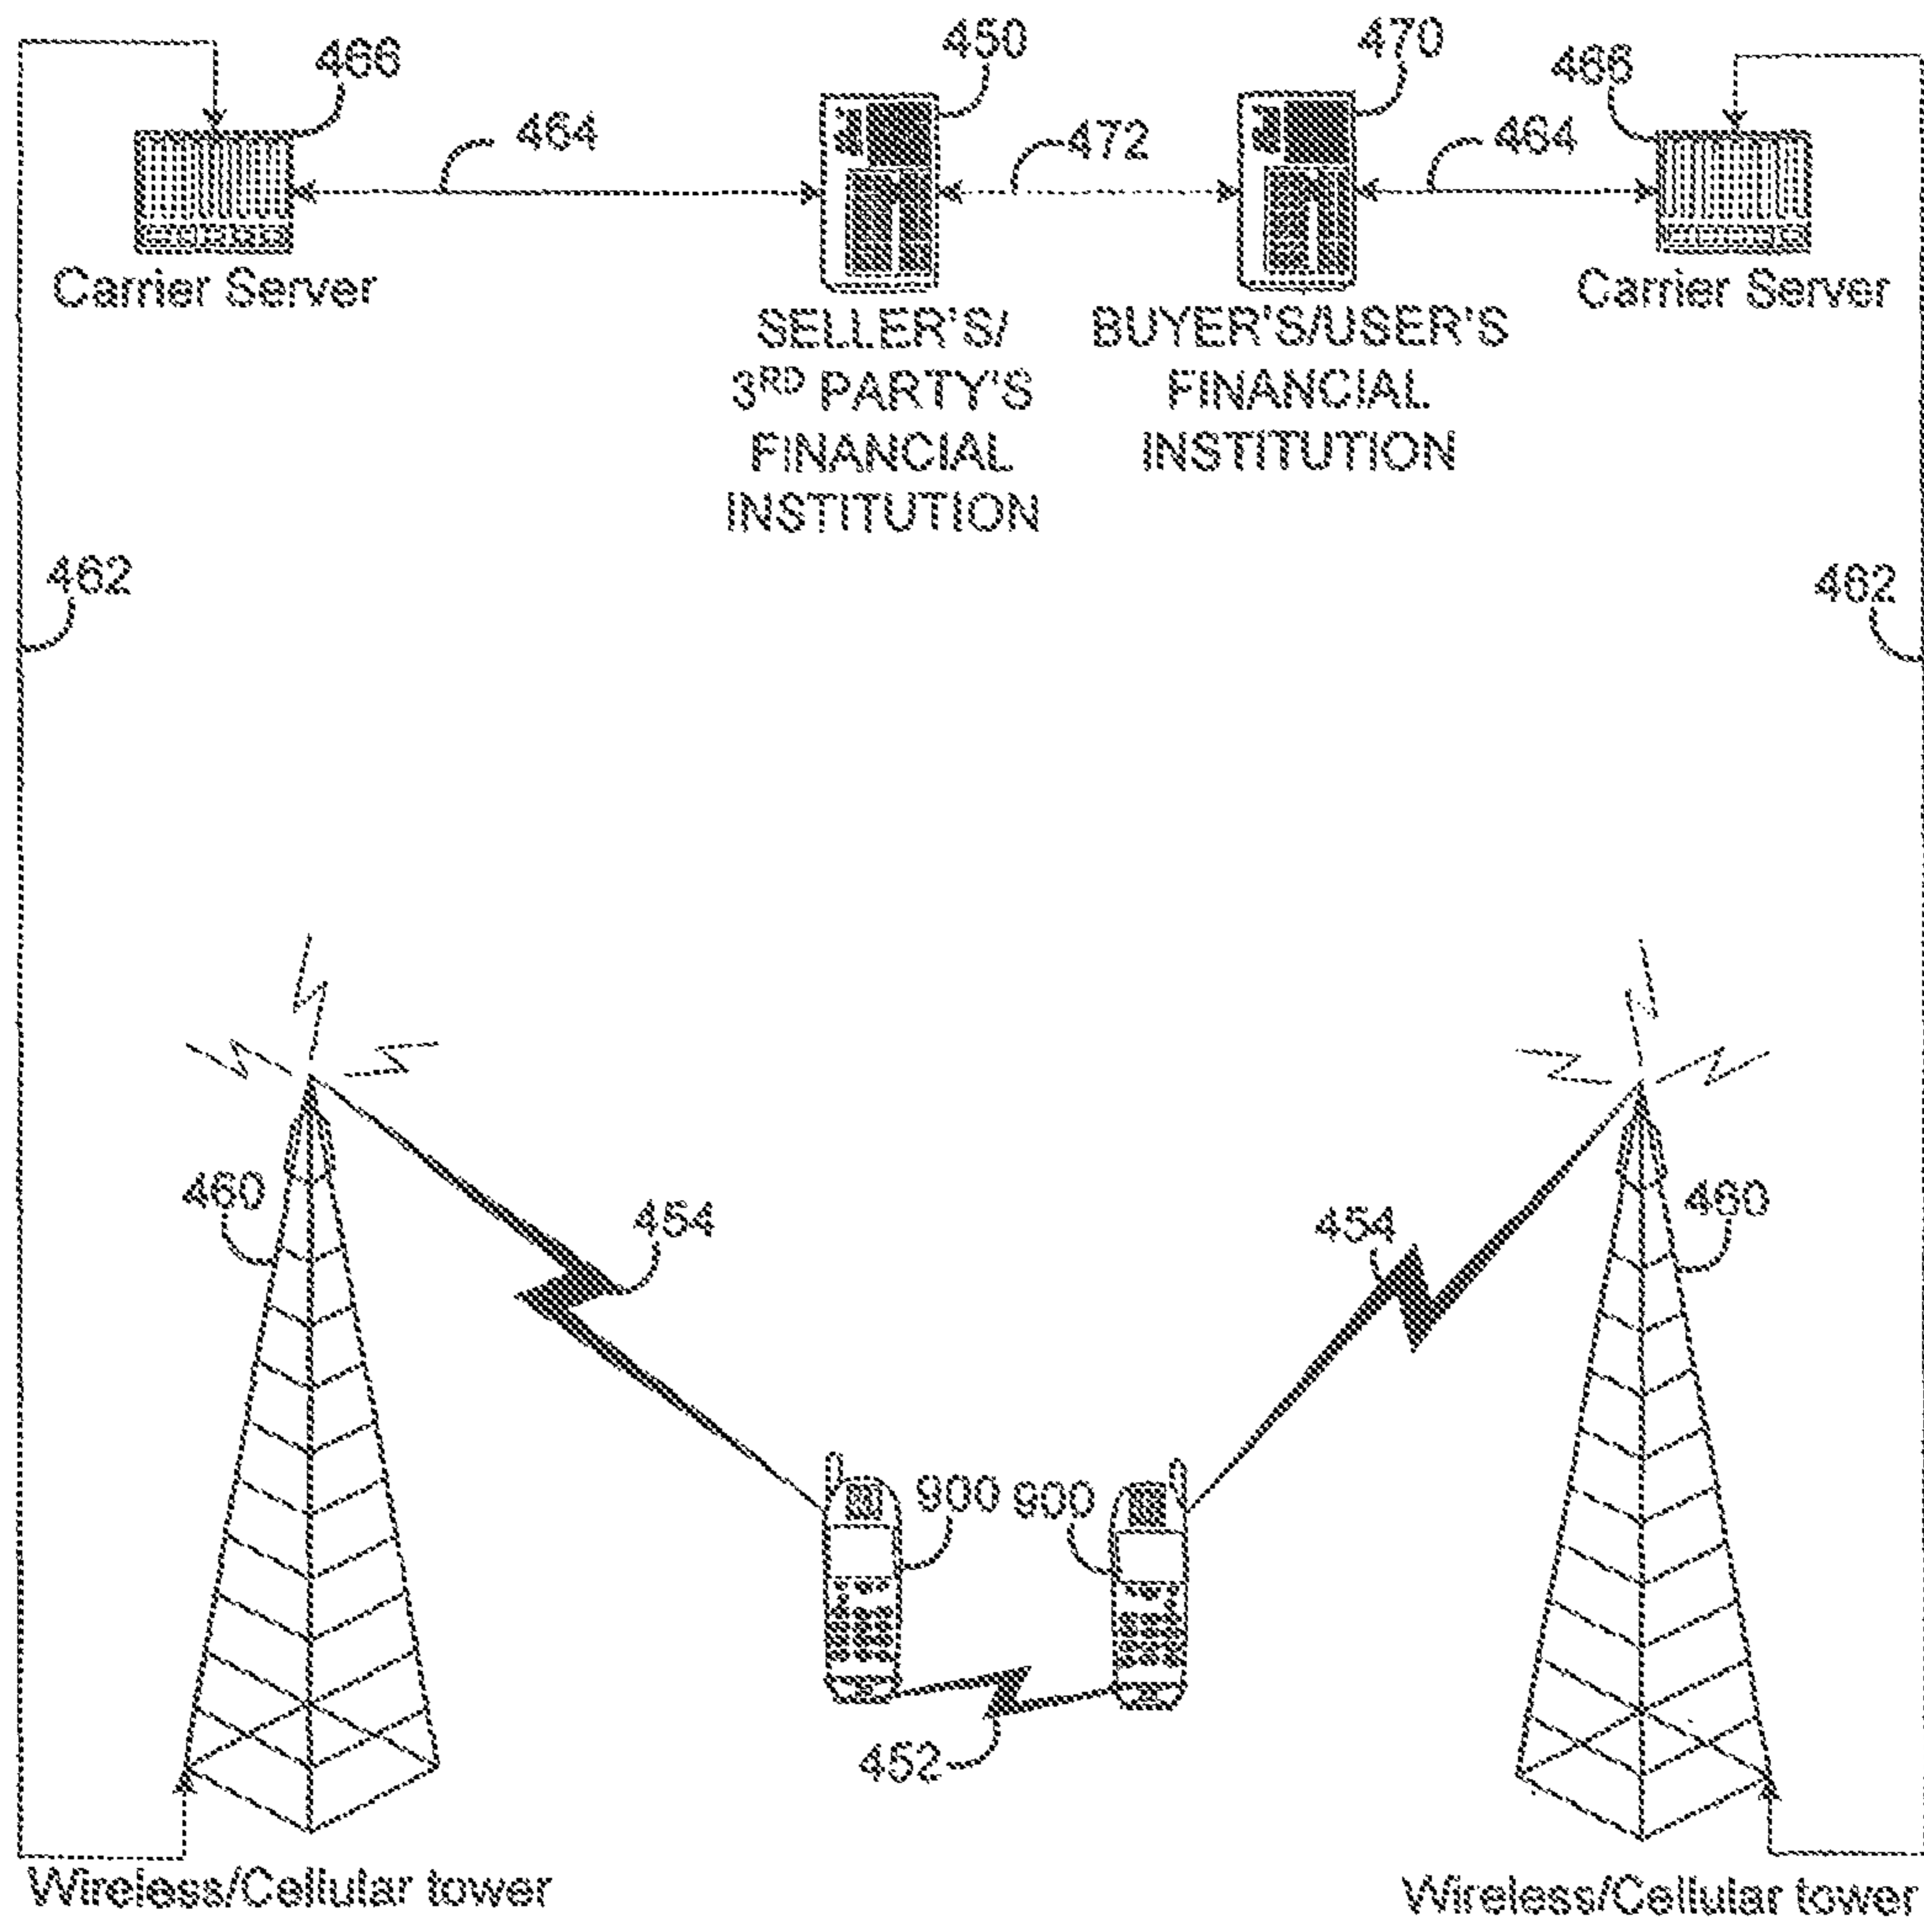 450
470
466
466
464
472
464
Carrier Server
SELLER'S/
3RD PARTY'S
FINANCIAL
INSTITUTION
BUYER'S/USER'S
FINANCIAL
INSTITUTION
Carrier Server
462
462
460
454
454
460
900
900
452
Wireless/Cellular tower
Wireless/Cellular tower